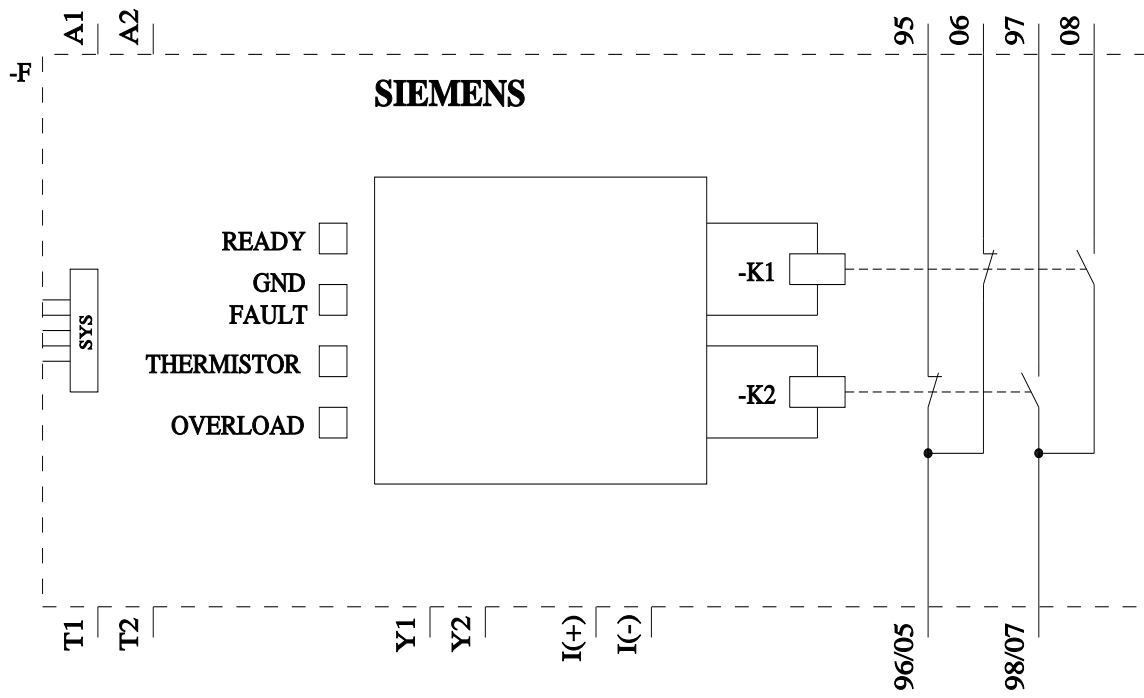 A1
A2
95
06
97
08
-F
SIEMENS
READY
GND
FAULT
THERMISTOR
OVERLOAD
SYS
-K1
-K2
T1
T2
Y1
Y2
I(+)
I(-)
96/05
98/07